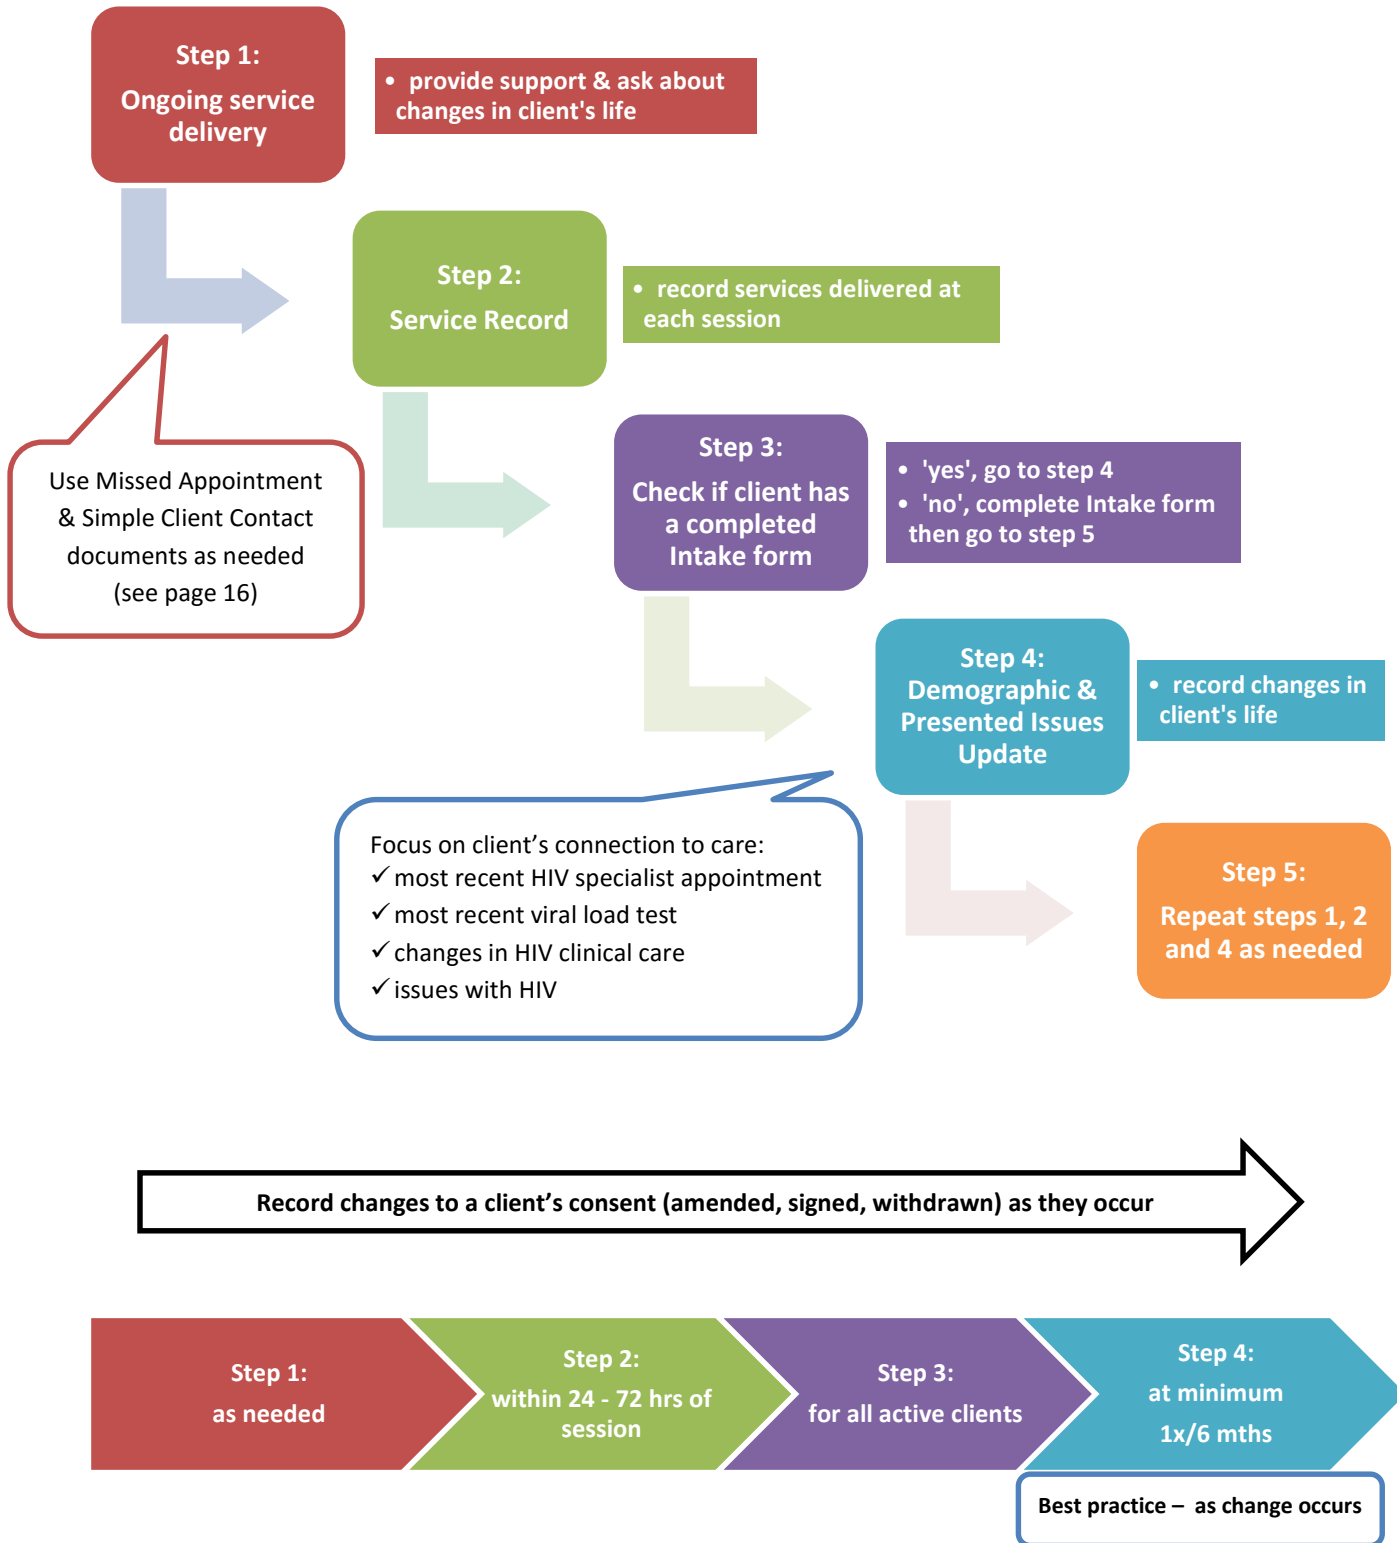 Step 1:
Ongoing service
delivery
• provide support & ask about
changes in client's life
Step 2:
Service Record
• record services delivered at
each session
Use Missed Appointment
& Simple Client Contact
documents as needed
(see page 16)
Step 3:
Check if client has
a completed
Intake form
• 'yes', go to step 4
• 'no', complete Intake form
then go to step 5
Step 4:
Demographic &
Presented Issues
Update
• record changes in
client's life
Focus on client’s connection to care:
✓ most recent HIV specialist appointment
✓ most recent viral load test
✓ changes in HIV clinical care
✓ issues with HIV
Step 5:
Repeat steps 1, 2
and 4 as needed
Record changes to a client’s consent (amended, signed, withdrawn) as they occur
Step 1:
as needed
Step 2:
within 24 - 72 hrs of
session
Step 3:
for all active clients
Step 4:
at minimum
1x/6 mths
Best practice – as change occurs